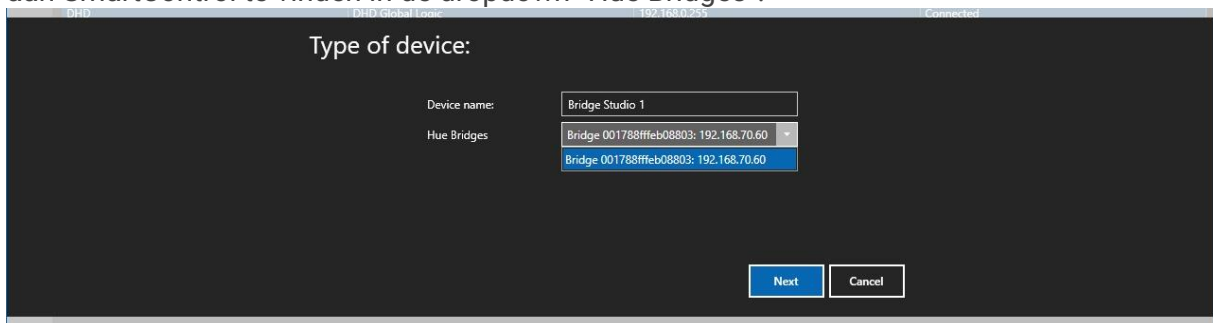 dan SmartControl te vinden in de dropdown "Hue Bridges":
DHD DHD Global Logic 192.168.0.255 Connected
Type of device:
Device name: Bridge Studio 1
Hue Bridges Bridge 001788fffeb08803: 192.168.70.60
Bridge 001788fffeb08803: 192.168.70.60
Next Cancel